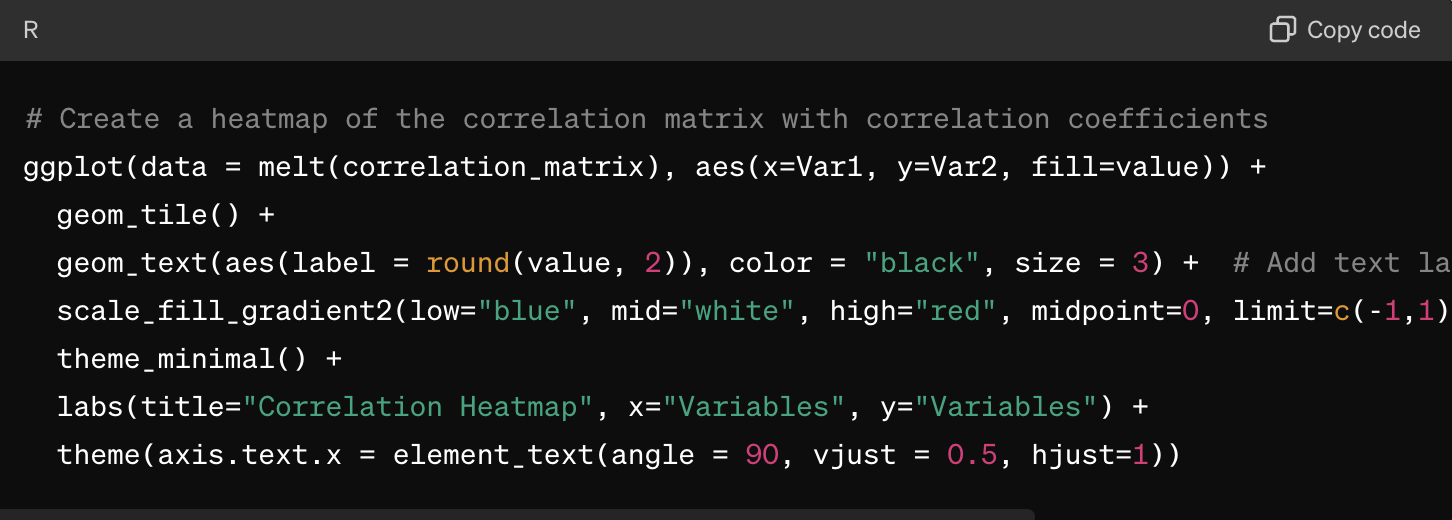 R
Copy code
# Create a heatmap of the correlation matrix with correlation coefficients
ggplot(data = melt(correlation_matrix), aes(x=Var1, y=Var2, fill=value)) +
  geom_tile() +
  geom_text(aes(label = round(value, 2)), color = "black", size = 3) +  # Add text la
  scale_fill_gradient2(low="blue", mid="white", high="red", midpoint=0, limit=c(-1,1)
  theme_minimal() +
  labs(title="Correlation Heatmap", x="Variables", y="Variables") +
  theme(axis.text.x = element_text(angle = 90, vjust = 0.5, hjust=1))